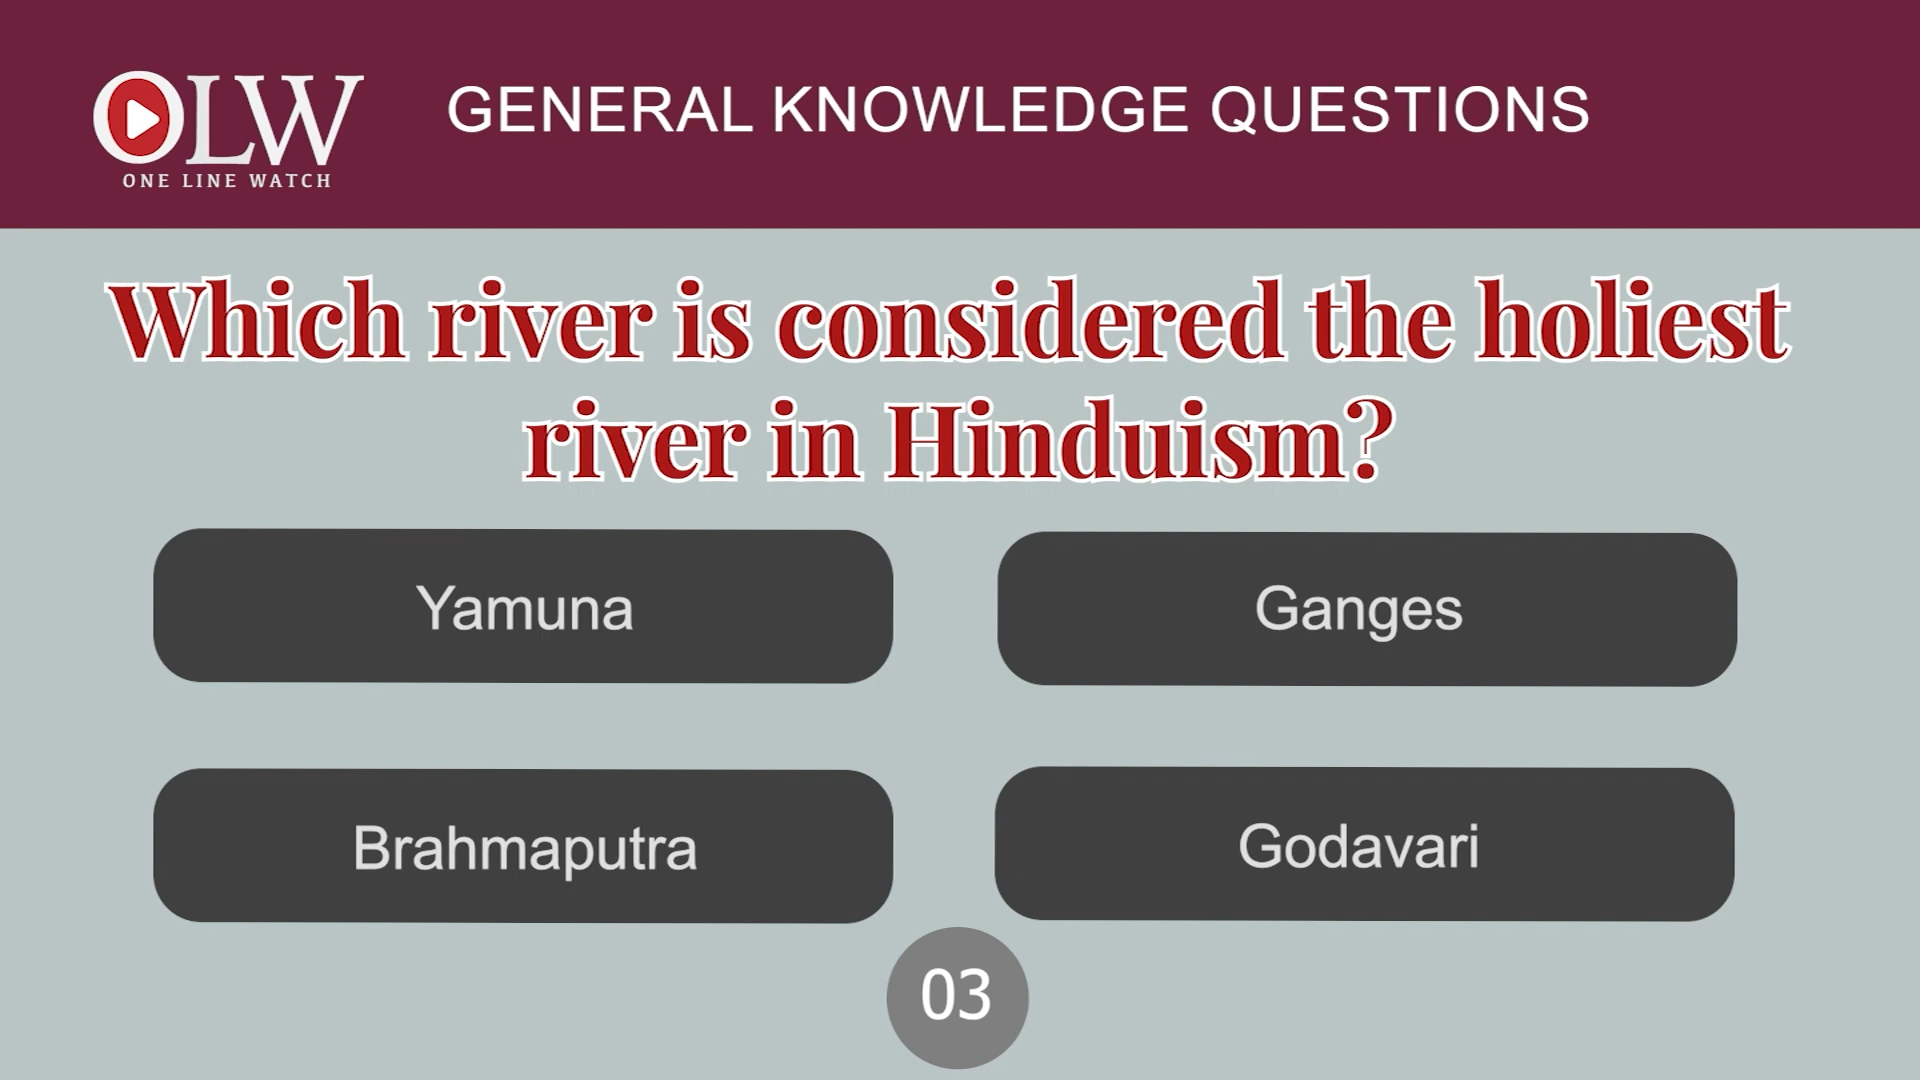 OLW
ONE LINE WATCH
GENERAL KNOWLEDGE QUESTIONS
Which river is considered the holiest
river in Hinduism?
Yamuna
Ganges
Brahmaputra
Godavari
03